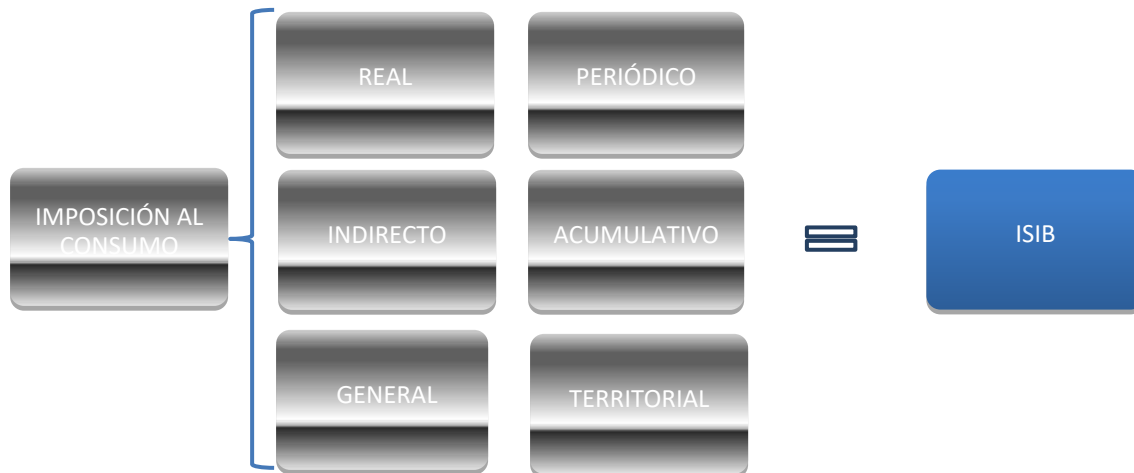 REAL
PERIÓDICO
IMPOSICIÓN AL
CONSUMO
INDIRECTO
ACUMULATIVO
ISIB
GENERAL
TERRITORIAL